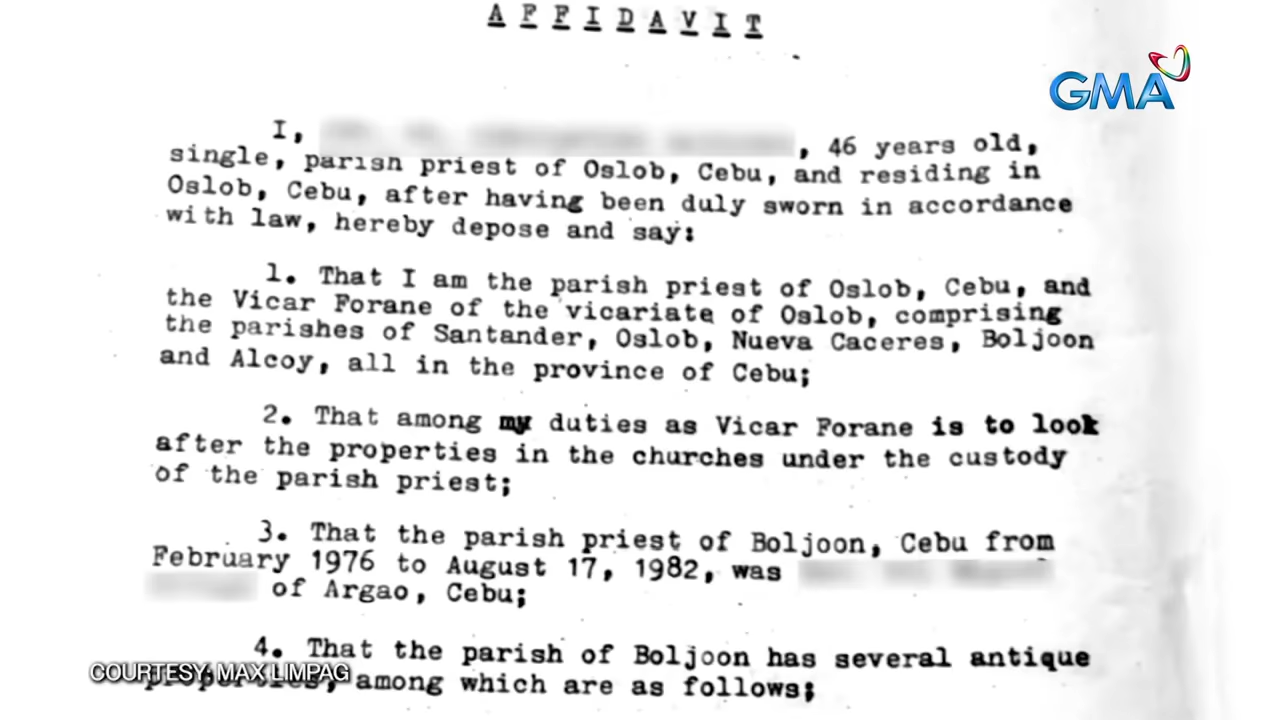 A F F I D A V I T
GMA
I, , 46 years old,
single, parish priest of Oslob, Cebu, and residing in
Oslob, Cebu, after having been duly sworn in accordance
with law, hereby depose and say:
1. That I am the parish priest of Oslob, Cebu, and
the Vicar Forane of the vicariate of Oslob, comprising
the parishes of Santander, Oslob, Nueva Caceres, Boljoon
and Alcoy, all in the province of Cebu;
2. That among my duties as Vicar Forane is to look
after the properties in the churches under the custody
of the parish priest;
3. That the parish priest of Boljoon, Cebu from
February 1976 to August 17, 1982, was
of Argao, Cebu;
4. That the parish of Boljoon has several antique
properties, among which are as follows;
COURTESY: MAX LIMPAG